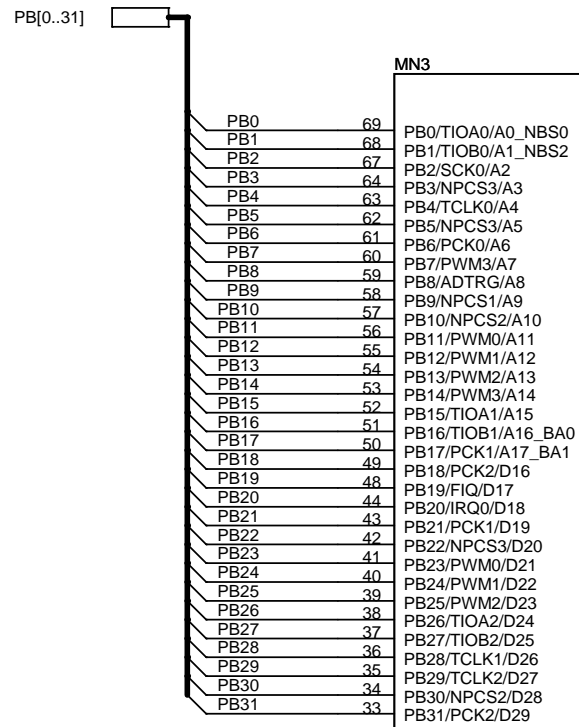 PB[0..31]
MN3
PB0 69 PB0/TIOA0/A0_NBS0
PB1 68 PB1/TIOB0/A1_NBS2
PB2 67 PB2/SCK0/A2
PB3 64 PB3/NPCS3/A3
PB4 63 PB4/TCLK0/A4
PB5 62 PB5/NPCS3/A5
PB6 61 PB6/PCK0/A6
PB7 60 PB7/PWM3/A7
PB8 59 PB8/ADTRG/A8
PB9 58 PB9/NPCS1/A9
PB10 57 PB10/NPCS2/A10
PB11 56 PB11/PWM0/A11
PB12 55 PB12/PWM1/A12
PB13 54 PB13/PWM2/A13
PB14 53 PB14/PWM3/A14
PB15 52 PB15/TIOA1/A15
PB16 51 PB16/TIOB1/A16_BA0
PB17 50 PB17/PCK1/A17_BA1
PB18 49 PB18/PCK2/D16
PB19 48 PB19/FIQ/D17
PB20 44 PB20/IRQ0/D18
PB21 43 PB21/PCK1/D19
PB22 42 PB22/NPCS3/D20
PB23 41 PB23/PWM0/D21
PB24 40 PB24/PWM1/D22
PB25 39 PB25/PWM2/D23
PB26 38 PB26/TIOA2/D24
PB27 37 PB27/TIOB2/D25
PB28 36 PB28/TCLK1/D26
PB29 35 PB29/TCLK2/D27
PB30 34 PB30/NPCS2/D28
PB31 33 PB31/PCK2/D29